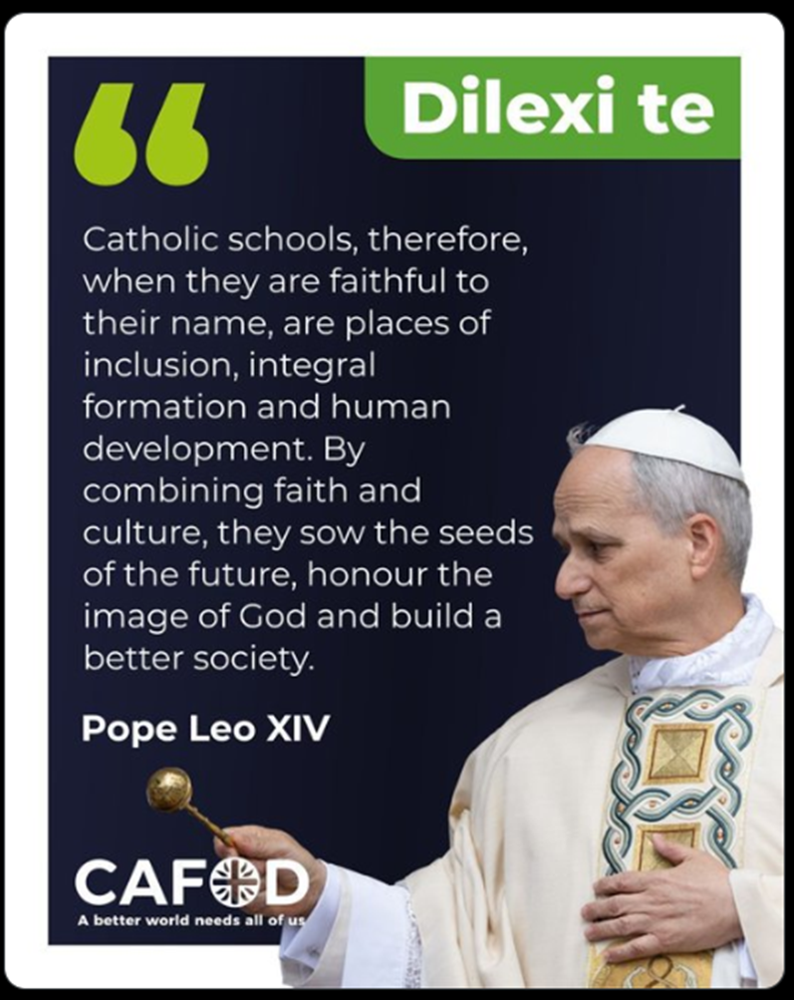 Dilexi te
“
Catholic schools, therefore,
when they are faithful to
their name, are places of
inclusion, integral
formation and human
development. By
combining faith and
culture, they sow the seeds
of the future, honour the
image of God and build a
better society.
Pope Leo XIV
CAFOD
A better world needs all of us